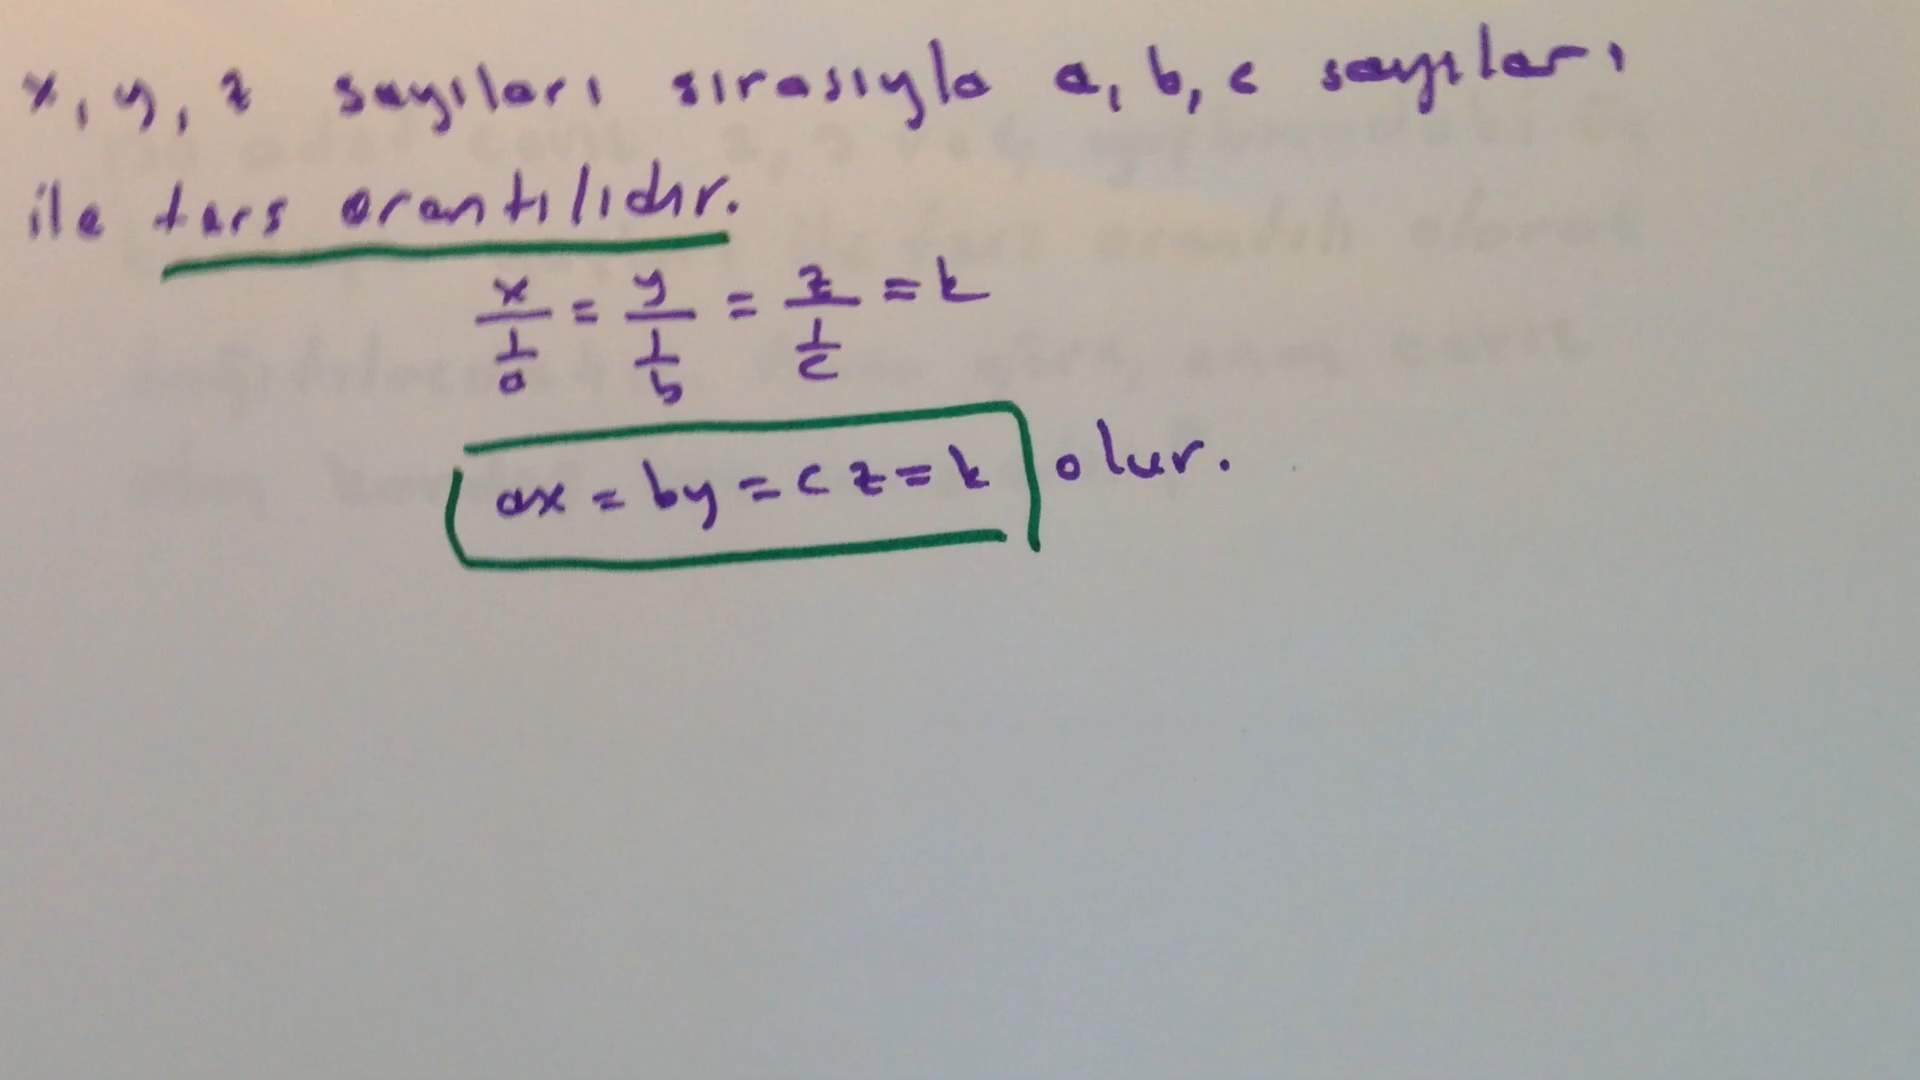 x, y, z sayıları sırasıyla a, b, c sayıları
ile ters orantılıdır.
x/(1/a) = y/(1/b) = z/(1/c) = k
ax = by = cz = k olur.